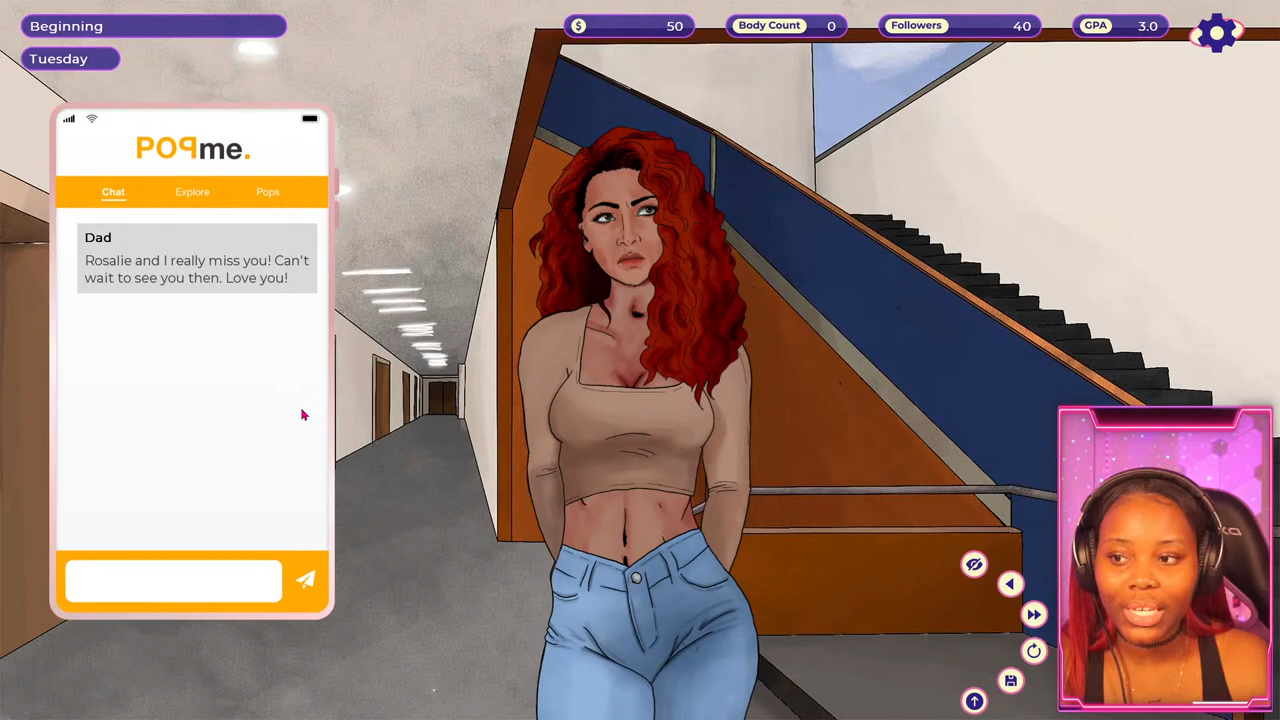 Beginning
$ 50
Body Count 0
Followers 40
GPA 3.0
Tuesday
POPme.
Chat Explore Pops
Dad
Rosalie and I really miss you! Can't
wait to see you then. Love you!